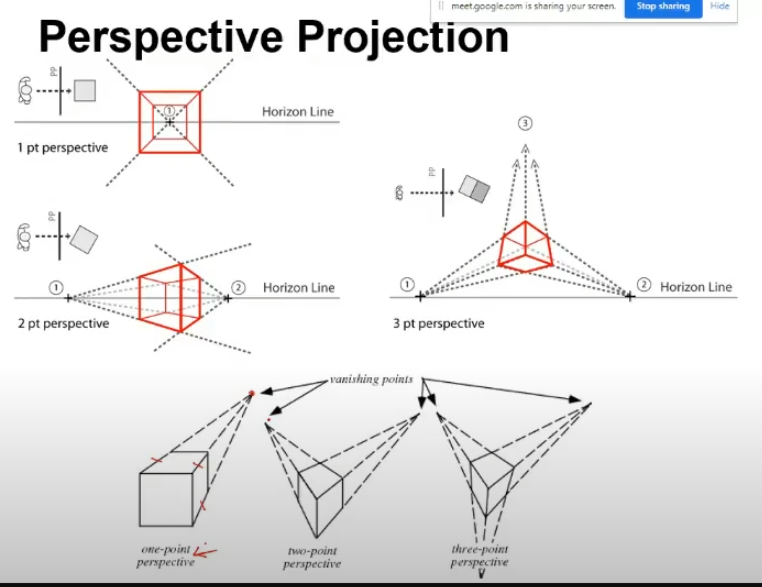 meet.google.com is sharing your screen. Stop sharing Hide
Perspective Projection
PP
1
Horizon Line
1 pt perspective
3
PP
PP
1
2
Horizon Line
2 pt perspective
1
2
Horizon Line
3 pt perspective
vanishing points
one-point
perspective
two-point
perspective
three-point
perspective